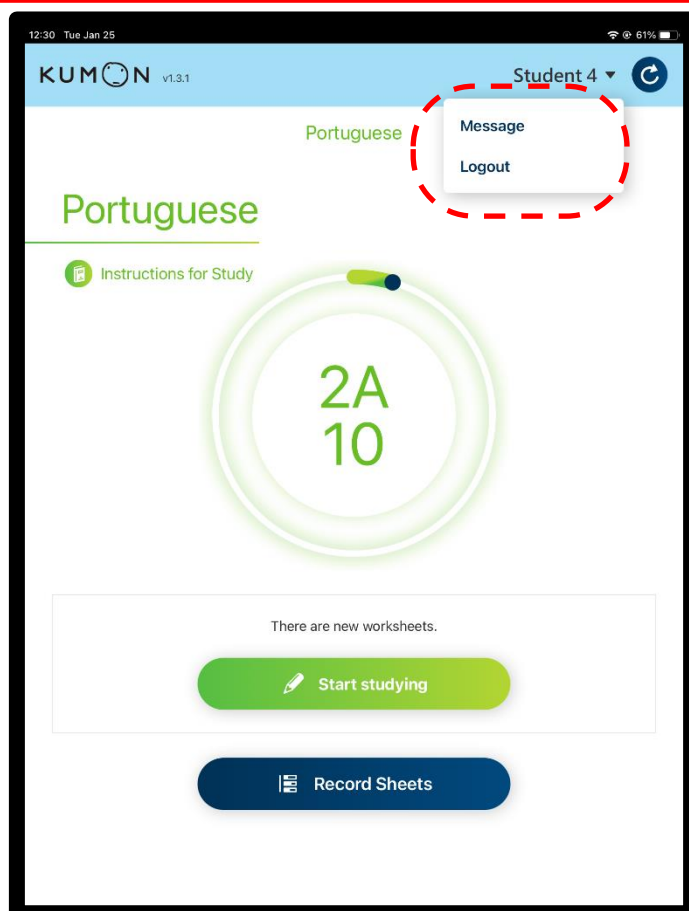 12:30 Tue Jan 25 61%
KUMON v1.3.1 Student 4
Portuguese
Message
Logout
Portuguese
Instructions for Study
2A
10
There are new worksheets.
Start studying
Record Sheets